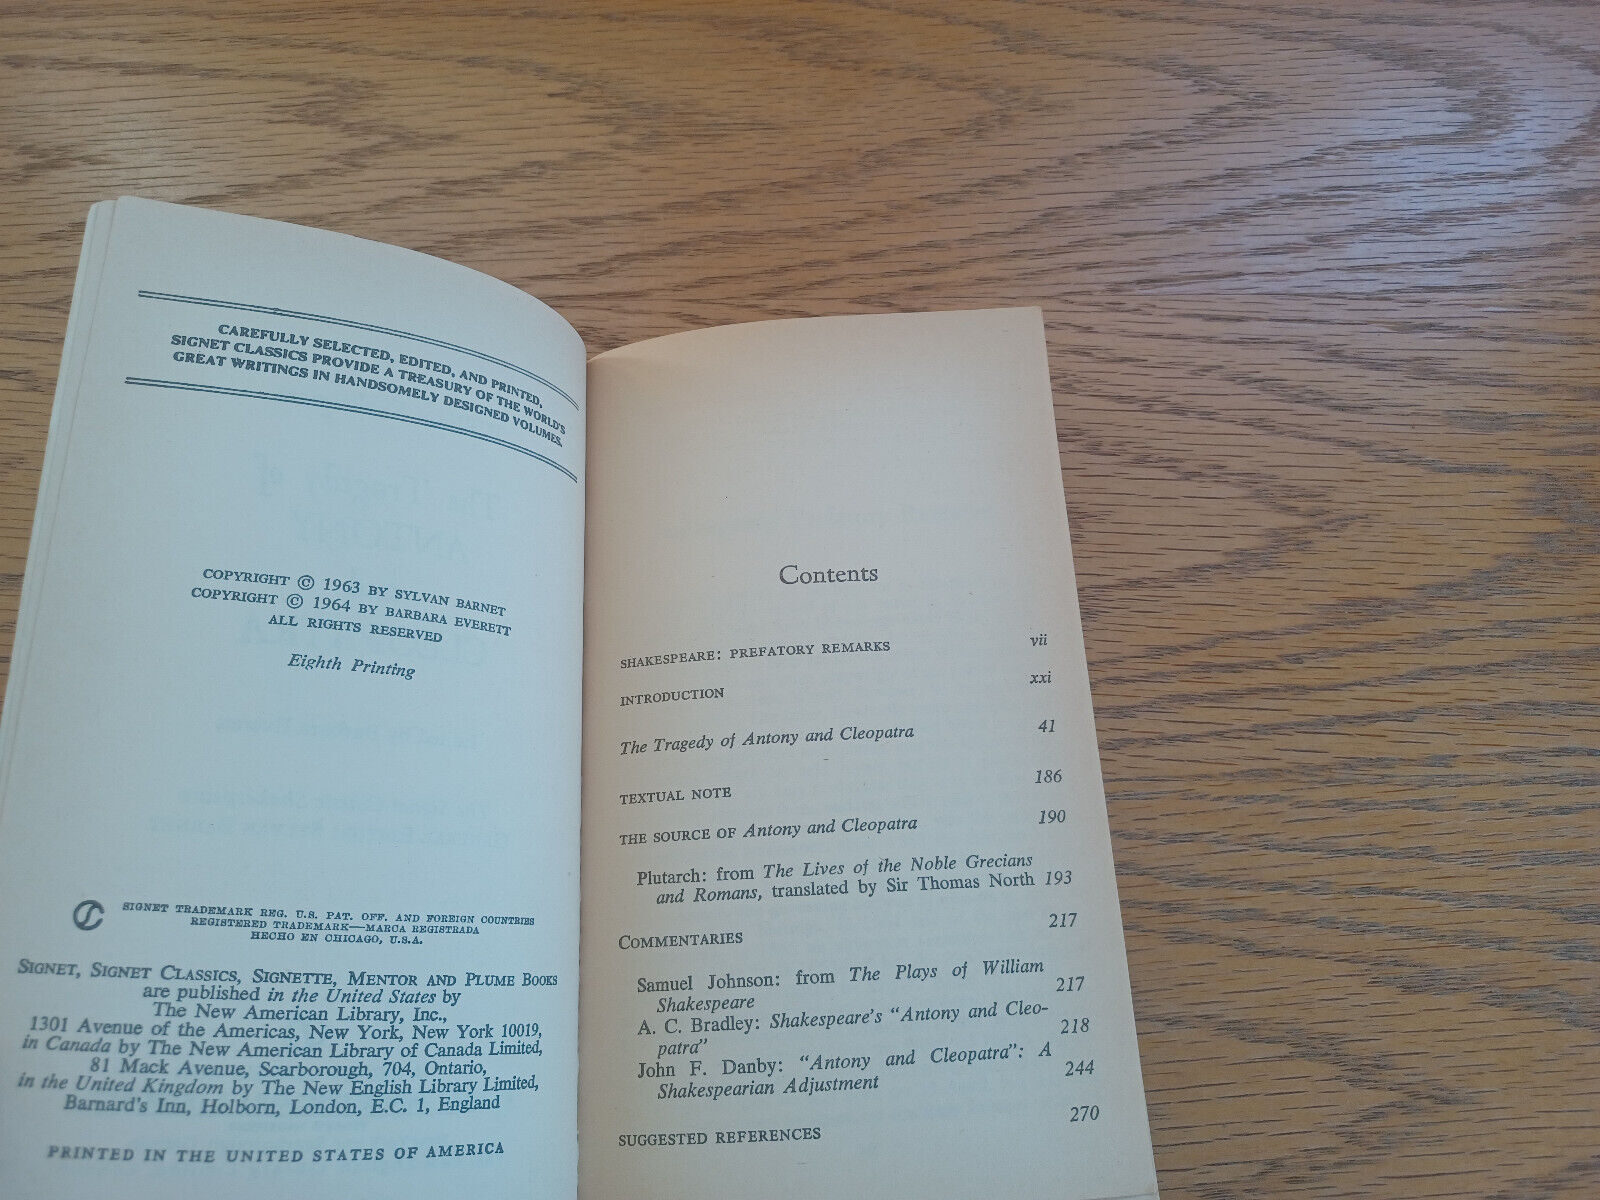 CAREFULLY SELECTED, EDITED, AND PRINTED,
SIGNET CLASSICS PROVIDE A TREASURY OF THE WORLD'S
GREAT WRITINGS IN HANDSOMELY DESIGNED VOLUMES.
COPYRIGHT © 1963 BY SYLVAN BARNET
COPYRIGHT © 1964 BY BARBARA EVERETT
ALL RIGHTS RESERVED
Eighth Printing
SIGNET TRADEMARK REG. U.S. PAT. OFF. AND FOREIGN COUNTRIES
REGISTERED TRADEMARK—MARCA REGISTRADA
HECHO EN CHICAGO, U.S.A.
SIGNET, SIGNET CLASSICS, SIGNETTE, MENTOR AND PLUME BOOKS
are published in the United States by
The New American Library, Inc.,
1301 Avenue of the Americas, New York, New York 10019,
in Canada by The New American Library of Canada Limited,
81 Mack Avenue, Scarborough, 704, Ontario,
in the United Kingdom by The New English Library Limited,
Barnard's Inn, Holborn, London, E.C. 1, England
PRINTED IN THE UNITED STATES OF AMERICA
Contents
SHAKESPEARE: PREFATORY REMARKS vii
INTRODUCTION xxi
The Tragedy of Antony and Cleopatra 41
TEXTUAL NOTE 186
THE SOURCE OF Antony and Cleopatra 190
Plutarch: from The Lives of the Noble Grecians
and Romans, translated by Sir Thomas North 193
COMMENTARIES 217
Samuel Johnson: from The Plays of William
Shakespeare 217
A. C. Bradley: Shakespeare's "Antony and Cleo-
patra" 218
John F. Danby: "Antony and Cleopatra": A
Shakespearian Adjustment 244
SUGGESTED REFERENCES 270